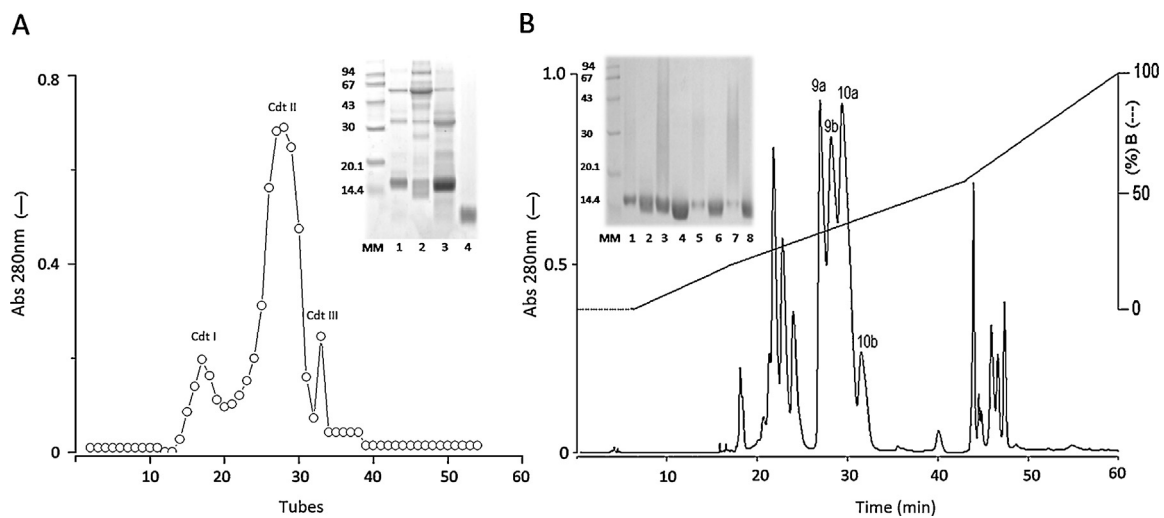 A
0.8
0.4
0
Abs 280nm (—)
Cdt I
Cdt II
Cdt III
94
67
43
30
20.1
14.4
MM 1 2 3 4
10 20 30 40 50 60
Tubes
B
1.0
0.5
0
Abs 280nm (—)
94
67
43
30
20.1
14.4
MM 1 2 3 4 5 6 7 8
9a
9b
10a
10b
100
50
0
(%) B (---)
10 20 30 40 50 60
Time (min)